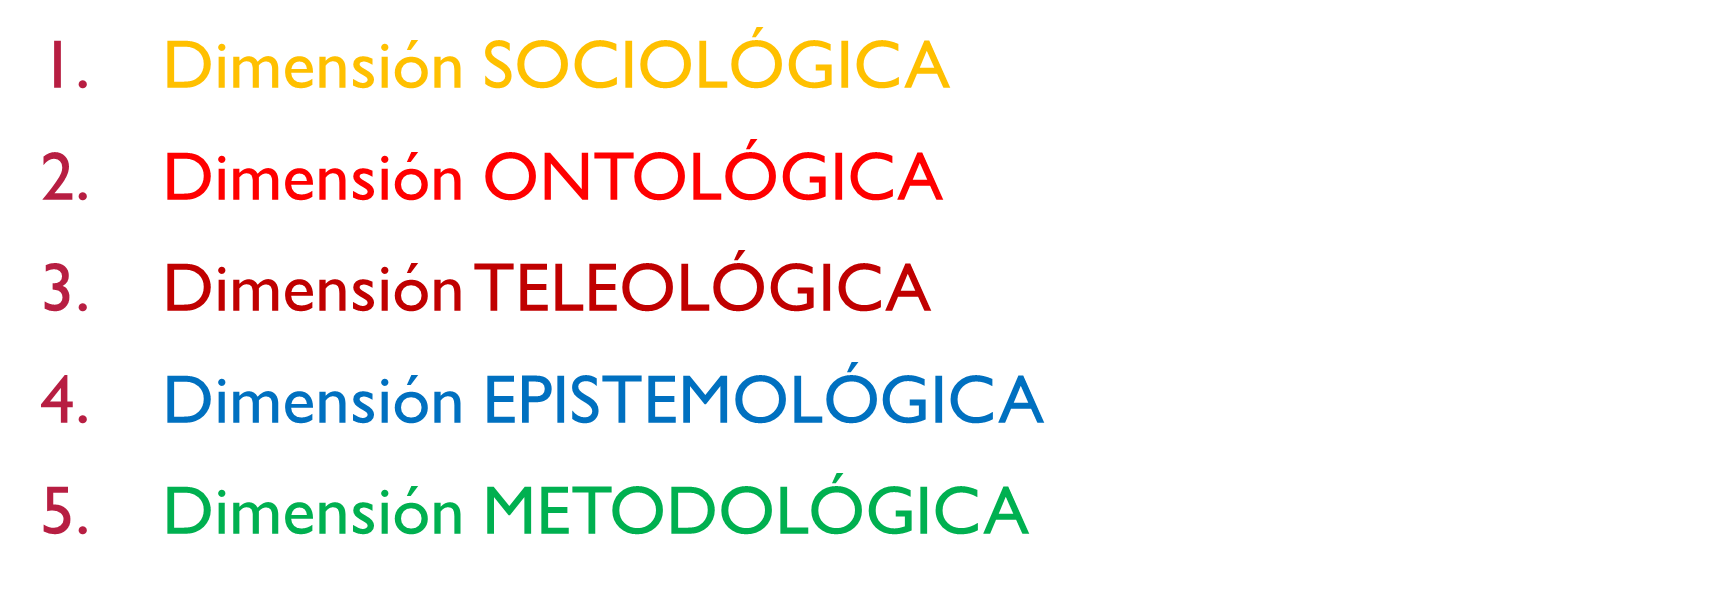 1. Dimensión SOCIOLÓGICA
2. Dimensión ONTOLÓGICA
3. Dimensión TELEOLÓGICA
4. Dimensión EPISTEMOLÓGICA
5. Dimensión METODOLÓGICA